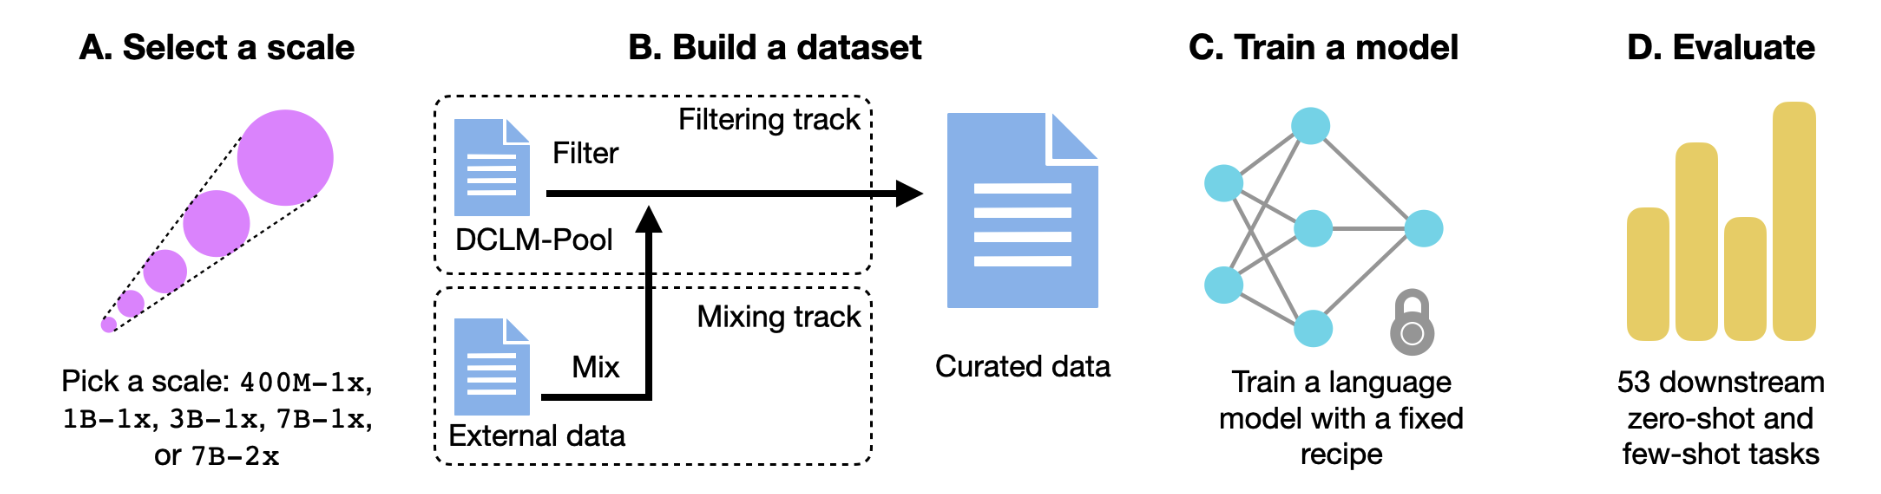 A. Select a scale
Pick a scale: 400M-1x,
1B-1x, 3B-1x, 7B-1x,
or 7B-2x
B. Build a dataset
Filtering track
Filter
DCLM-Pool
Mixing track
Mix
External data
Curated data
C. Train a model
Train a language
model with a fixed
recipe
D. Evaluate
53 downstream
zero-shot and
few-shot tasks